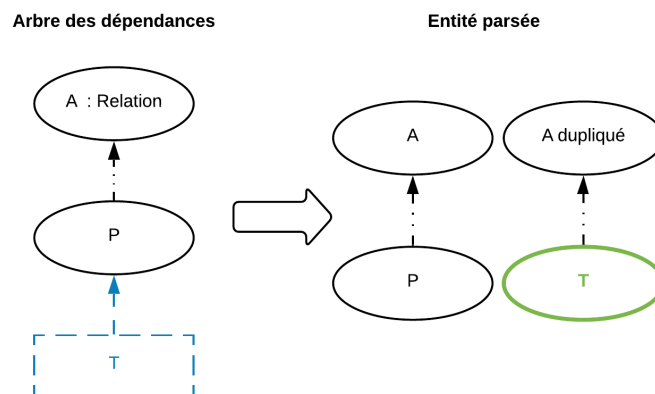 Arbre des dépendances
Entité parsée
A : Relation
A
A dupliqué
P
P
T
T